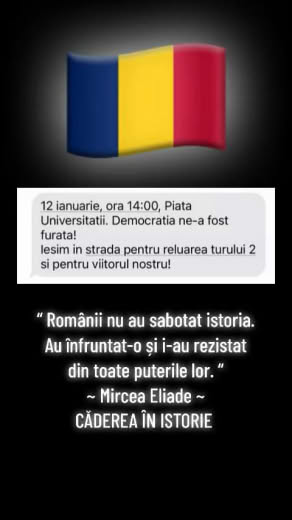 12 ianuarie, ora 14:00, Piata
Universitatii. Democratia ne-a fost
furata!
Iesim in strada pentru reluarea turului 2
si pentru viitorul nostru!
“ Românii nu au sabotat istoria.
Au înfruntat-o și i-au rezistat
din toate puterile lor. “
~ Mircea Eliade ~
CĂDEREA ÎN ISTORIE